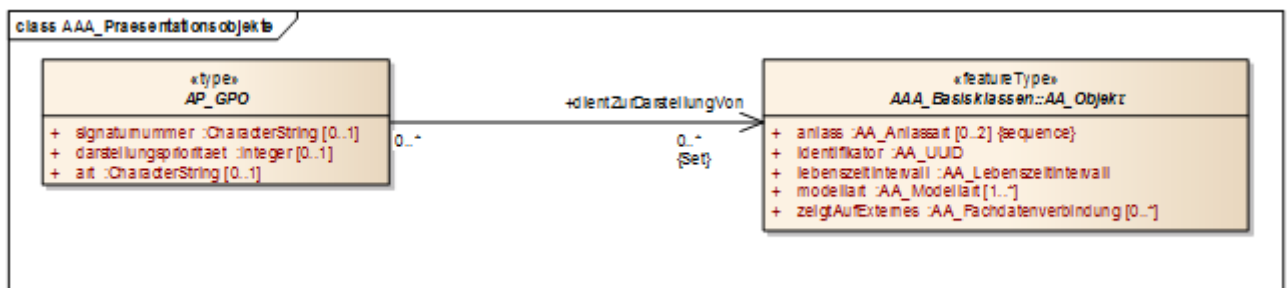 class AAA_Praesentationsobjekte
«type»
AP_GPO
+ signaturnummer :CharacterString [0..1]
+ darstellungsprioritaet :Integer [0..1]
+ art :CharacterString [0..1]
+dientZurDarstellungVon
0..*
0..*
{Set}
«featureType»
AAA_Basisklassen::AA_Objekt
+ anlass :AA_Anlassart [0..2] {sequence}
+ identifikator :AA_UUID
+ lebenszeitintervall :AA_Lebenszeitintervall
+ modellart :AA_Modellart [1..*]
+ zeigtAufExternes :AA_Fachdatenverbindung [0..*]